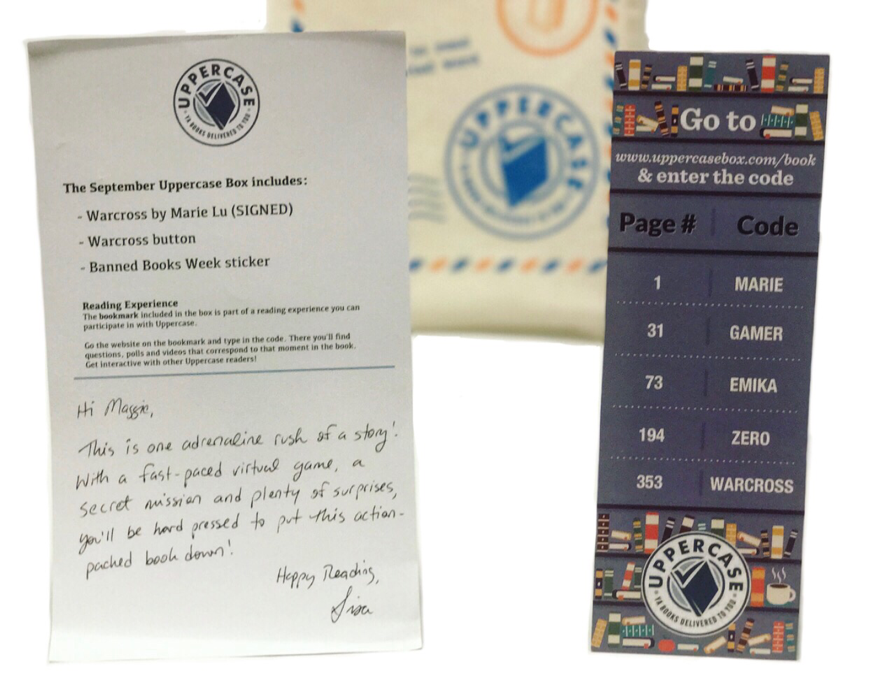 UPPERCASE
YA BOOKS DELIVERED TO YOU
The September Uppercase Box includes:
- Warcross by Marie Lu (SIGNED)
- Warcross button
- Banned Books Week sticker
Reading Experience
The bookmark included in the box is part of a reading experience you can
participate in with Uppercase.
Go the website on the bookmark and type in the code. There you'll find
questions, polls and videos that correspond to that moment in the book.
Get interactive with other Uppercase readers!
Hi Maggie,
This is one adrenaline rush of a story!
With a fast-paced virtual game, a
secret mission and plenty of surprises,
you'll be hard pressed to put this action-
packed book down!
Happy Reading,
Lisa
UPPERCASE
Go to
www.uppercasebox.com/book
& enter the code
Page # Code
1 MARIE
31 GAMER
73 EMIKA
194 ZERO
353 WARCROSS
UPPERCASE
YA BOOKS DELIVERED TO YOU